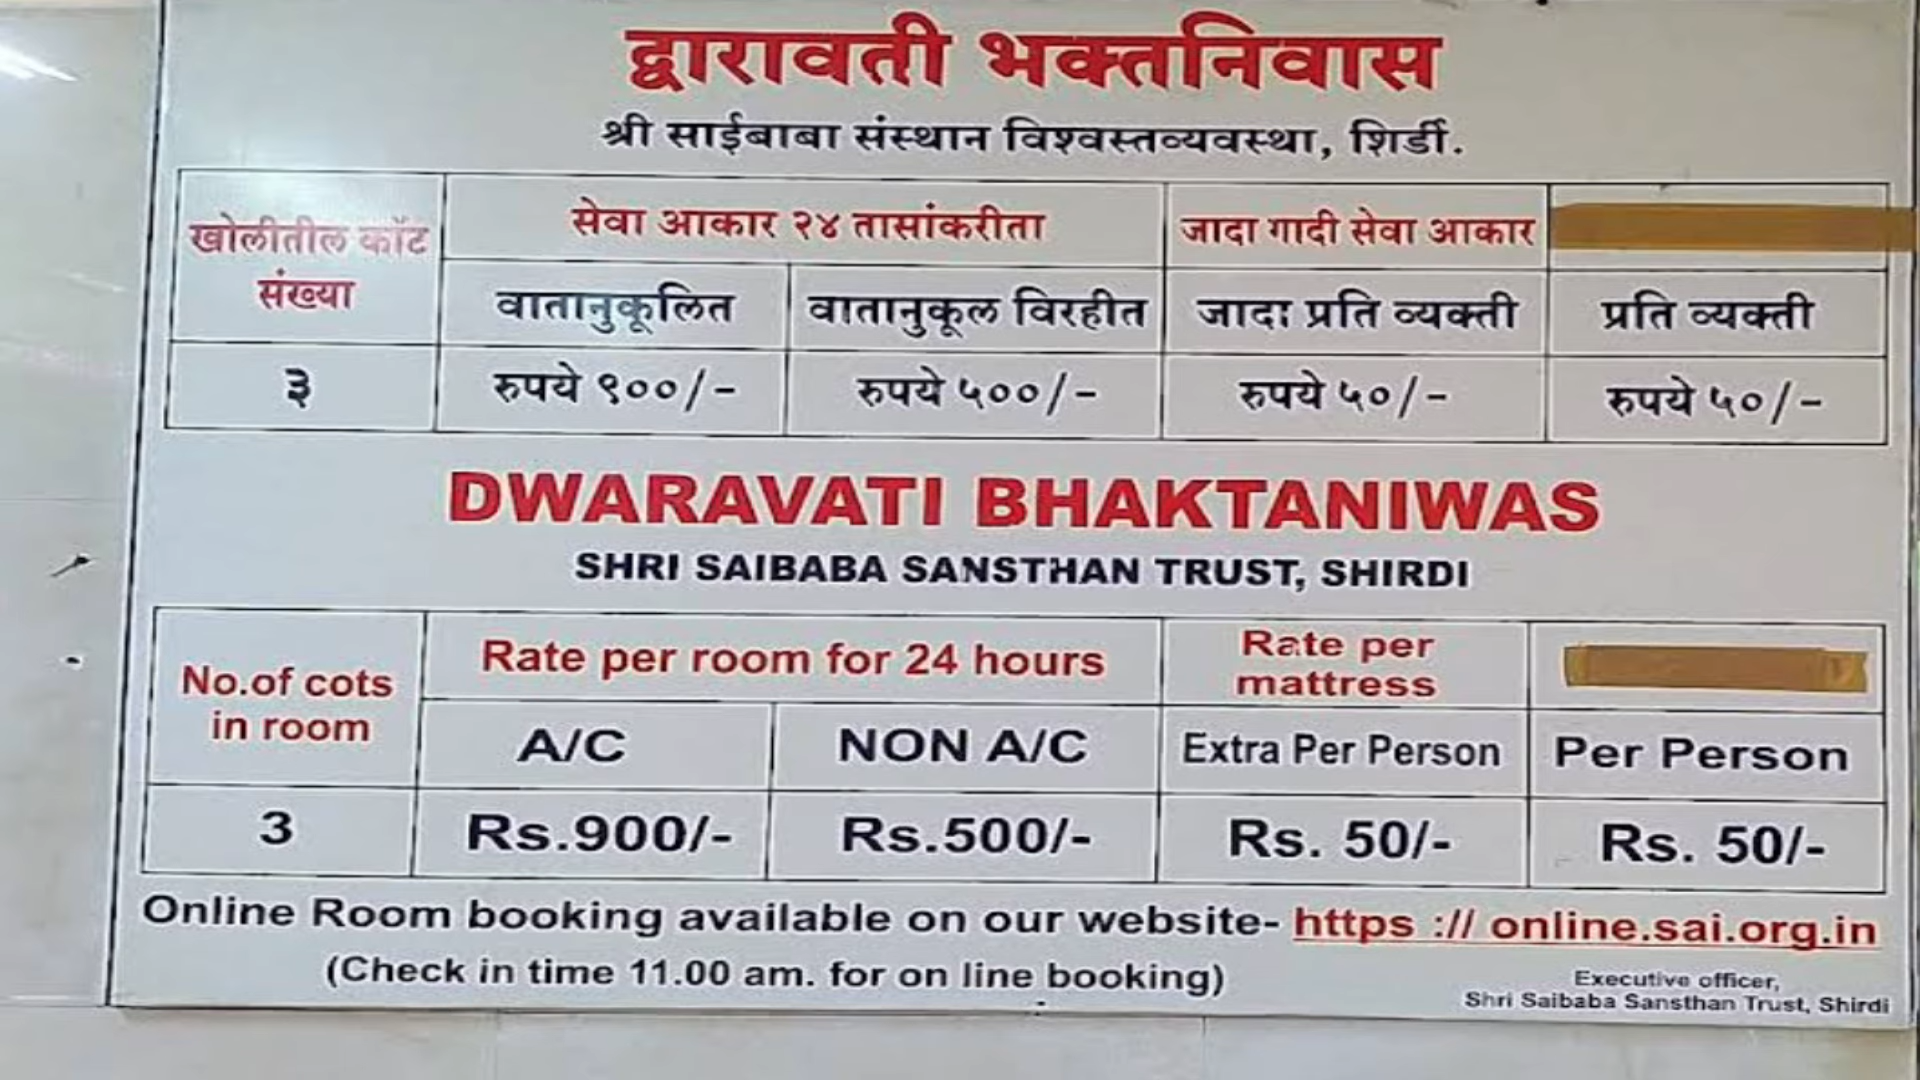 द्वारावती भक्तनिवास
श्री साईबाबा संस्थान विश्वस्तव्यवस्था, शिर्डी.
खोलीतील कॉट संख्या
सेवा आकार २४ तासांकरीता
जादा गादी सेवा आकार
वातानुकूलित
वातानुकूल विरहीत
जादा प्रति व्यक्ती
प्रति व्यक्ती
३
रुपये ९००/-
रुपये ५००/-
रुपये ५०/-
रुपये ५०/-
DWARAVATI BHAKTANIWAS
SHRI SAIBABA SANSTHAN TRUST, SHIRDI
No.of cots
in room
Rate per room for 24 hours
Rate per
mattress
A/C
NON A/C
Extra Per Person
Per Person
3
Rs.900/-
Rs.500/-
Rs. 50/-
Rs. 50/-
Online Room booking available on our website- https :// online.sai.org.in
(Check in time 11.00 am. for on line booking)
Executive officer,
Shri Saibaba Sansthan Trust, Shirdi